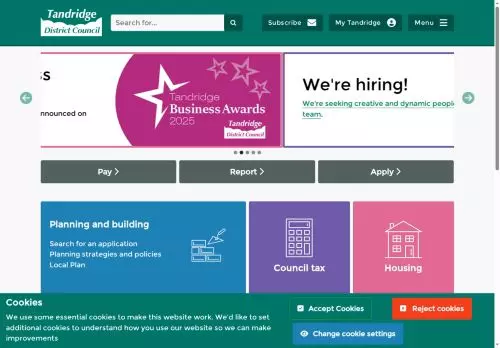 Tandridge
District Council
Search for...
Subscribe
My Tandridge
Menu
ss
nounced on
Tandridge
Business Awards
2025
Tandridge
District Council
We're hiring!
We're seeking creative and dynamic people
team.
Pay
Report
Apply
Planning and building
Search for an application
Planning strategies and policies
Local Plan
Council tax
Housing
Cookies
We use some essential cookies to make this website work. We'd like to set
additional cookies to understand how you use our website so we can make
improvements
Accept Cookies
Reject cookies
Change cookie settings